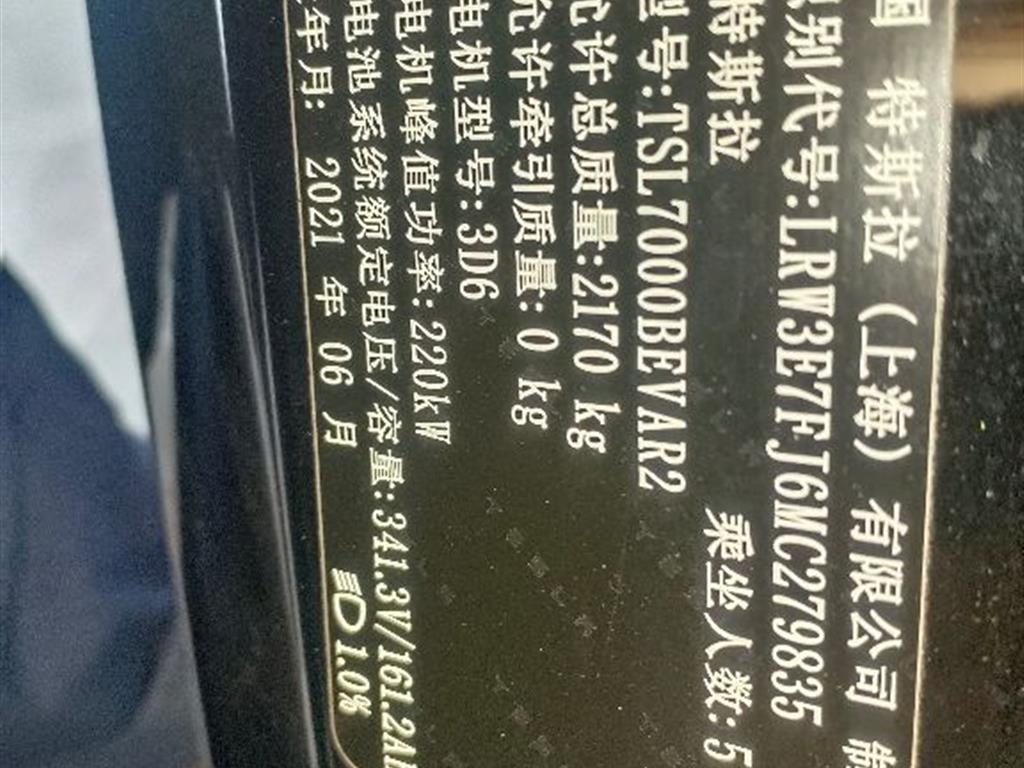 国 特斯拉(上海)有限公司 制
别代号:LRW3E7FJ6MC279835
特斯拉 乘坐人数:5
型号:TSL7000BEVAR2
允许总质量:2170 kg
允许牵引质量:0 kg
电机型号:3D6
电机峰值功率:220kW
电池系统额定电压/容量:341.3V/161.2A
年月: 2021 年 06 月 1.0%